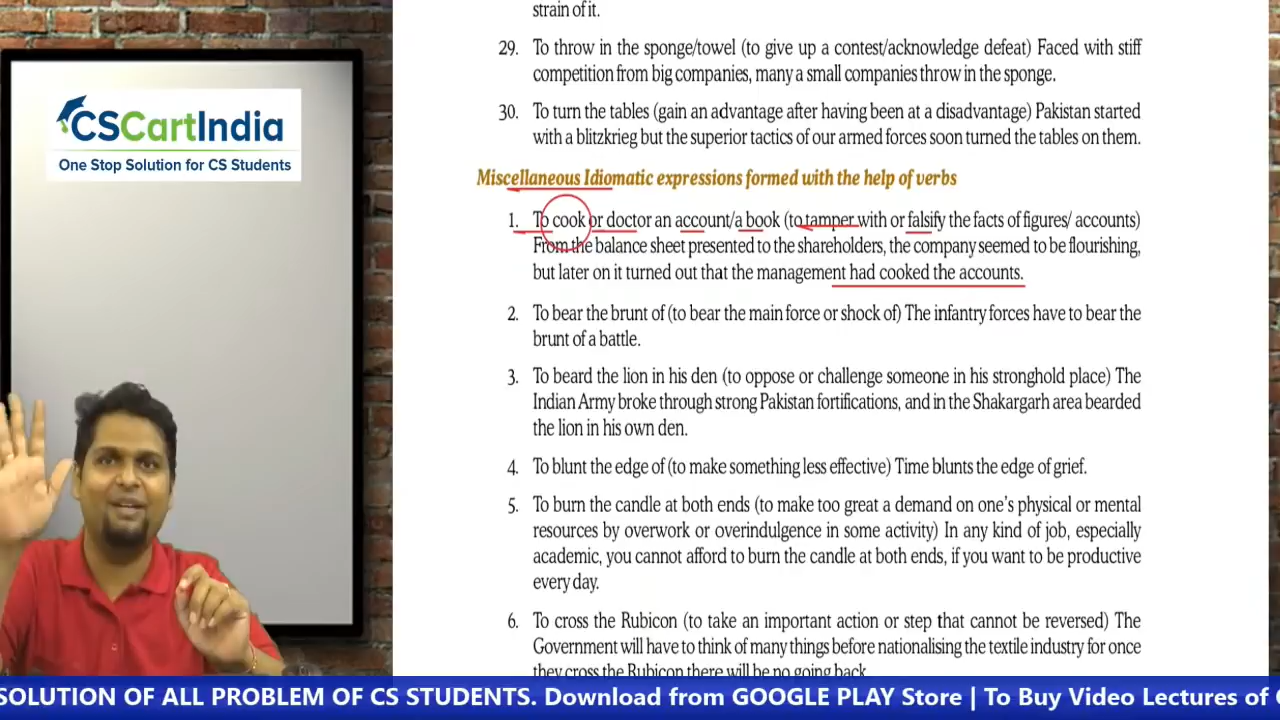 CSCartIndia
One Stop Solution for CS Students
strain of it.
29. To throw in the sponge/towel (to give up a contest/acknowledge defeat) Faced with stiff
competition from big companies, many a small companies throw in the sponge.
30. To turn the tables (gain an advantage after having been at a disadvantage) Pakistan started
with a blitzkrieg but the superior tactics of our armed forces soon turned the tables on them.
Miscellaneous Idiomatic expressions formed with the help of verbs
1. To cook or doctor an account/a book (to tamper with or falsify the facts of figures/ accounts)
From the balance sheet presented to the shareholders, the company seemed to be flourishing,
but later on it turned out that the management had cooked the accounts.
2. To bear the brunt of (to bear the main force or shock of) The infantry forces have to bear the
brunt of a battle.
3. To beard the lion in his den (to oppose or challenge someone in his stronghold place) The
Indian Army broke through strong Pakistan fortifications, and in the Shakargarh area bearded
the lion in his own den.
4. To blunt the edge of (to make something less effective) Time blunts the edge of grief.
5. To burn the candle at both ends (to make too great a demand on one's physical or mental
resources by overwork or overindulgence in some activity) In any kind of job, especially
academic, you cannot afford to burn the candle at both ends, if you want to be productive
every day.
6. To cross the Rubicon (to take an important action or step that cannot be reversed) The
Government will have to think of many things before nationalising the textile industry for once
they cross the Rubicon there will be no going back.
SOLUTION OF ALL PROBLEM OF CS STUDENTS. Download from GOOGLE PLAY Store | To Buy Video Lectures of